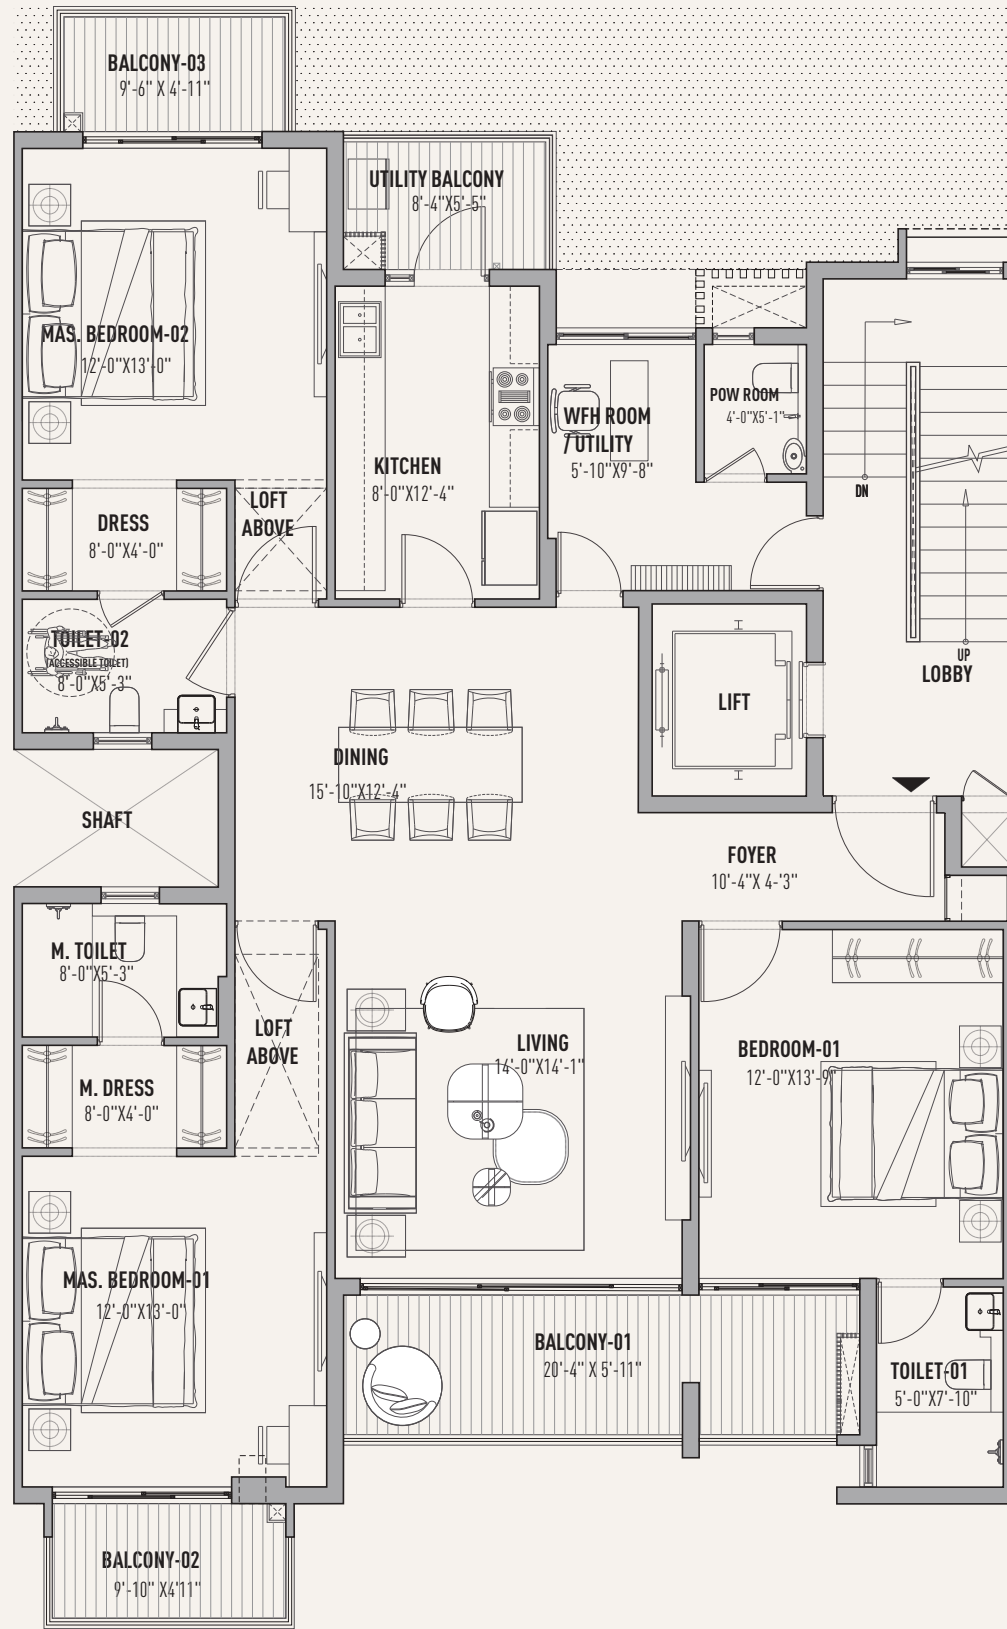 BALCONY-03
9'-6" X 4'-11"
UTILITY BALCONY
8'-4"X5'-5"
MAS. BEDROOM-02
12'-0"X13'-0"
POW ROOM
4'-0"X5'-1"
WFH ROOM
/ UTILITY
5'-10"X9'-8"
KITCHEN
8'-0"X12'-4"
DN
LOFT
ABOVE
DRESS
8'-0"X4'-0"
TOILET-02
(ACCESSIBLE TOILET)
8'-0"X5'-3"
UP
LOBBY
LIFT
DINING
15'-10"X12'-4"
SHAFT
FOYER
10'-4"X 4-'3"
M. TOILET
8'-0"X5'-3"
LOFT
ABOVE
LIVING
14'-0"X14'-1"
BEDROOM-01
12'-0"X13'-9"
M. DRESS
8'-0"X4'-0"
MAS. BEDROOM-01
12'-0"X13'-0"
BALCONY-01
20'-4" X 5'-11"
TOILET-01
5'-0"X7'-10"
BALCONY-02
9'-10" X4'11"